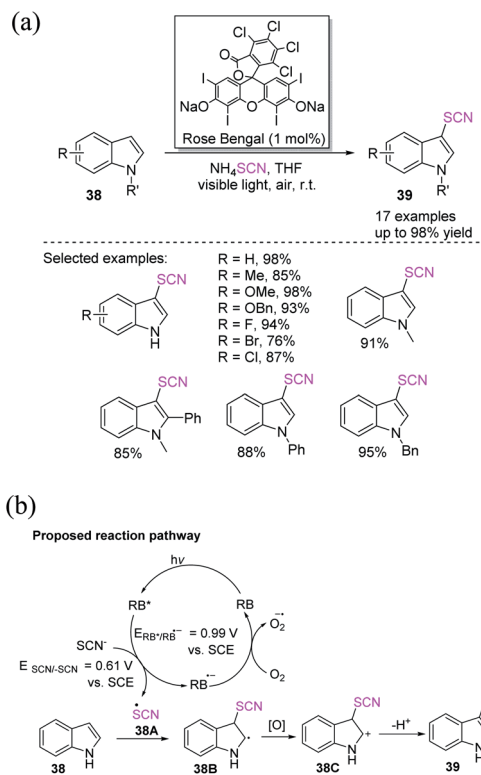 (a)
Cl
Cl
O
Cl
O
Cl
I
I
NaO
O
ONa
I
I
Rose Bengal (1 mol%)
R
N
R'
38
NH₄SCN, THF
visible light, air, r.t.
SCN
R
N
R'
39
17 examples
up to 98% yield
Selected examples:
SCN
R
N
H
R = H, 98%
R = Me, 85%
R = OMe, 98%
R = OBn, 93%
R = F, 94%
R = Br, 76%
R = Cl, 87%
SCN
N
91%
SCN
Ph
N
85%
SCN
N
Ph
88%
SCN
N
Bn
95%
(b)
Proposed reaction pathway
hν
RB*
RB
O₂•−
SCN⁻
E RB*/RB•− = 0.99 V
vs. SCE
E SCN/-SCN = 0.61 V
vs. SCE
RB•−
O₂
•SCN
38A
SCN
SCN
N
H
38
N
H
•
38B
[O]
N
H
+
38C
-H⁺
N
H
39